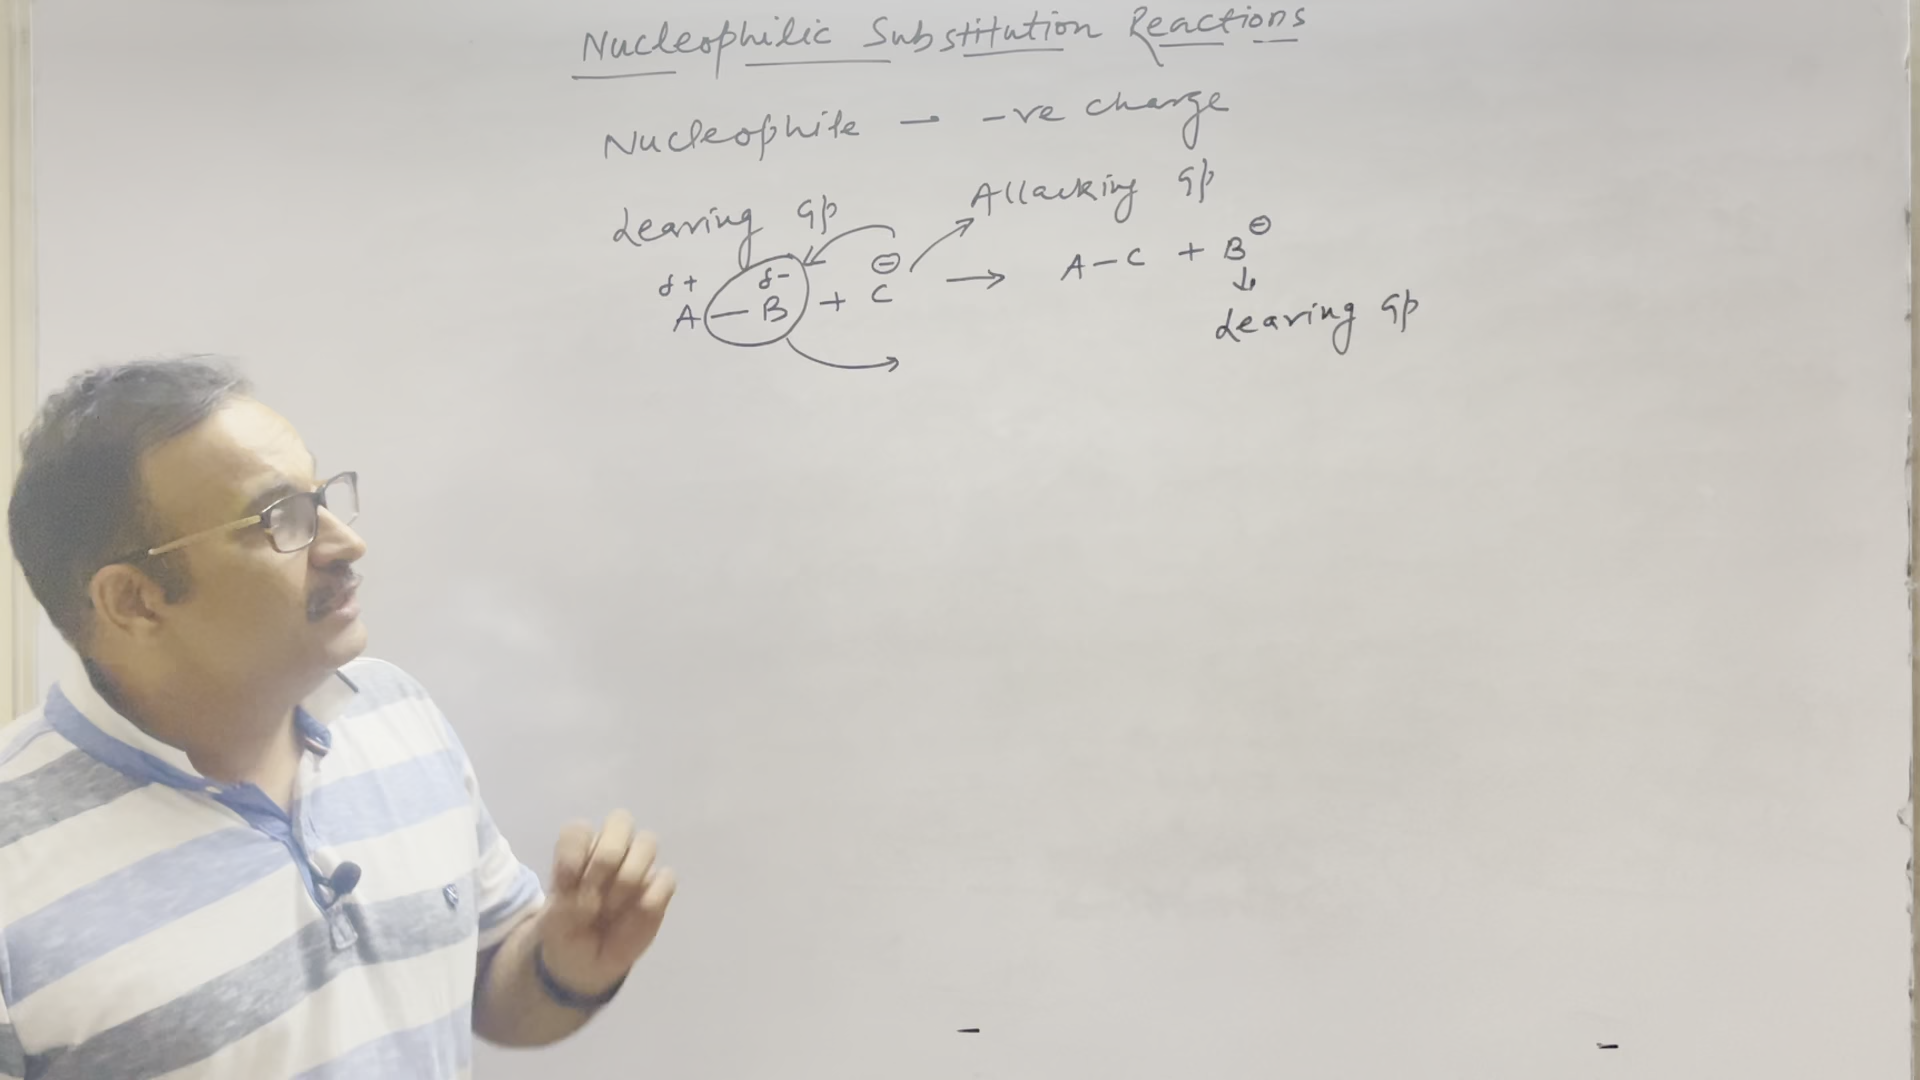 Nucleophilic Substitution Reactions
Nucleophile — -ve charge
Leaving Gp Attacking Gp
δ+ δ- ⊖ ⊖
A — B + C → A-C + B
↓
Leaving Gp